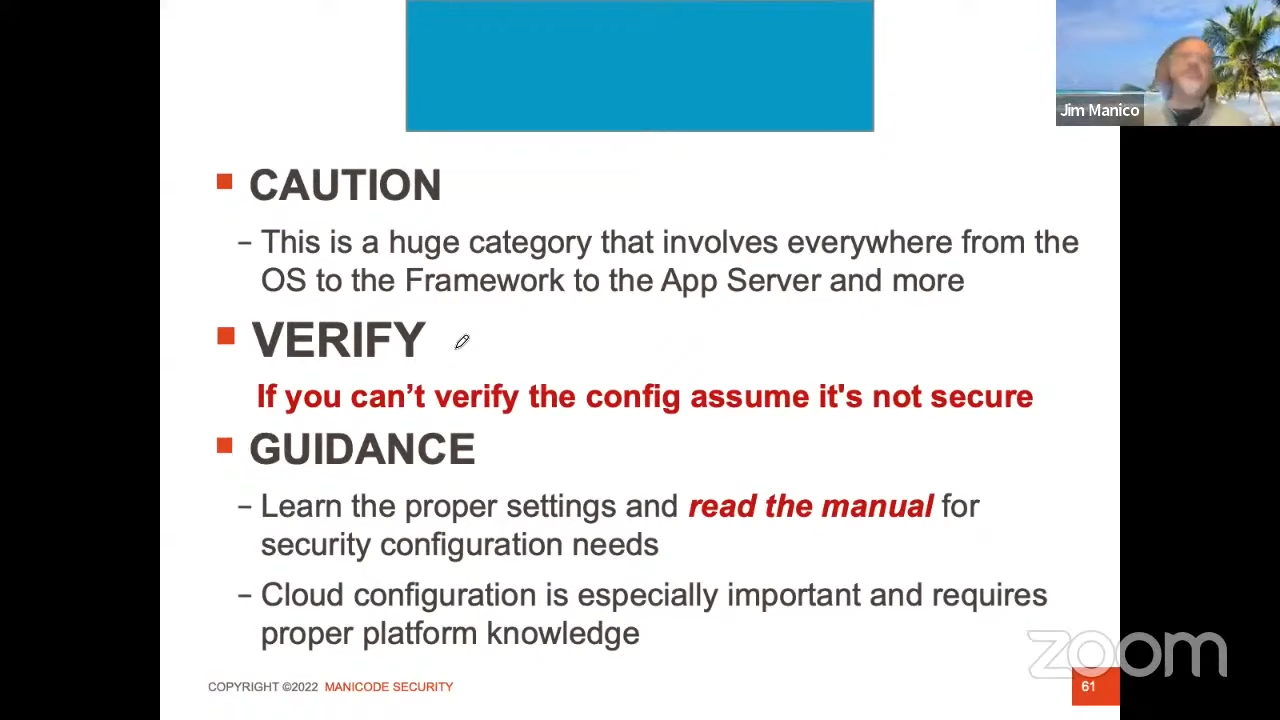 Jim Manico
CAUTION
– This is a huge category that involves everywhere from the
OS to the Framework to the App Server and more
VERIFY
If you can’t verify the config assume it's not secure
GUIDANCE
– Learn the proper settings and read the manual for
security configuration needs
– Cloud configuration is especially important and requires
proper platform knowledge
zoom
COPYRIGHT ©2022 MANICODE SECURITY
61